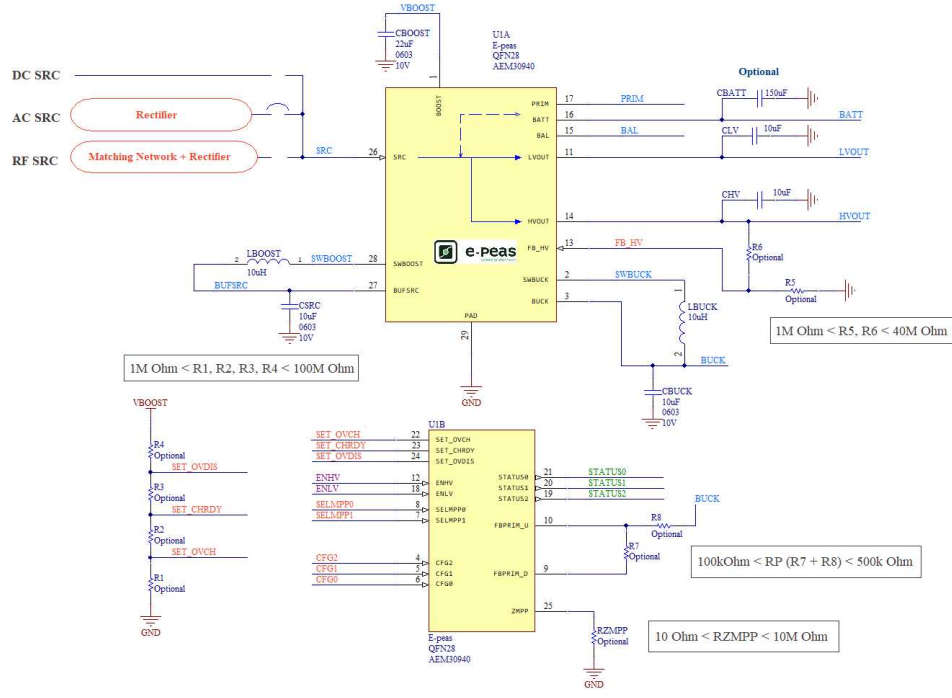 VBOOST
CBOOST
22uF
0603
10V
U1A
E-peas
QFN28
AEM30940
1
BOOST
DC SRC
AC SRC
Rectifier
RF SRC
Matching Network + Rectifier
SRC
26
SRC
Optional
PRIM
17
PRIM
CBATT
150uF
BATT
16
BATT
BAL
15
BAL
CLV
10uF
LVOUT
11
LVOUT
CHV
10uF
HVOUT
14
HVOUT
FB_HV
13
FB_HV
R6
Optional
R5
Optional
e-peas
LBOOST
2
1
10uH
SWBOOST
28
SWBOOST
BUFSRC
27
BUFSRC
CSRC
10uF
0603
10V
SWBUCK
2
SWBUCK
BUCK
3
1
LBUCK
10uH
2
BUCK
CBUCK
10uF
0603
10V
PAD
29
GND
1M Ohm < R5, R6 < 40M Ohm
1M Ohm < R1, R2, R3, R4 < 100M Ohm
VBOOST
R4
Optional
SET_OVDIS
R3
Optional
SET_CHRDY
R2
Optional
SET_OVCH
R1
Optional
GND
U1B
SET_OVCH 22 SET_OVCH
SET_CHRDY 23 SET_CHRDY
SET_OVDIS 24 SET_OVDIS
ENHV 12 ENHV
ENLV 18 ENLV
SELMPP0 8 SELMPP0
SELMPP1 7 SELMPP1
CFG2 4 CFG2
CFG1 5 CFG1
CFG0 6 CFG0
STATUS0 21 STATUS0
STATUS1 20 STATUS1
STATUS2 19 STATUS2
FBPRIM_U 10
R8
Optional
BUCK
R7
Optional
FBPRIM_D 9
ZMPP 25
RZMPP
Optional
GND
E-peas
QFN28
AEM30940
100kOhm < RP (R7 + R8) < 500k Ohm
10 Ohm < RZMPP < 10M Ohm